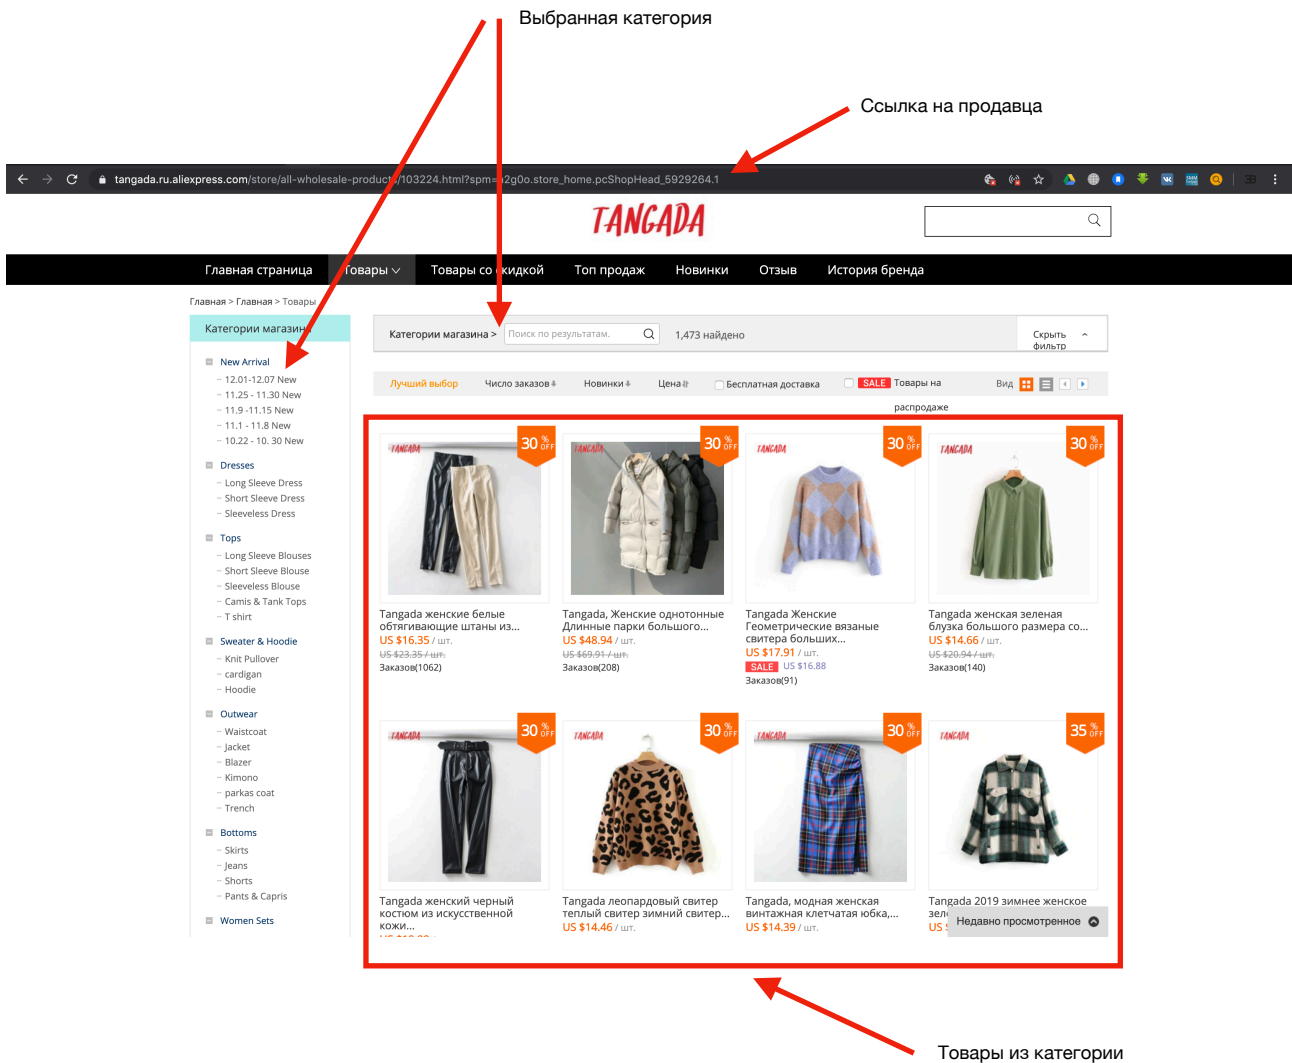 Выбранная категория
Ссылка на продавца
tangada.ru.aliexpress.com/store/all-wholesale-products/103224.html?spm=a2g0o.store_home.pcShopHead_5929264.1
TANGADA
Главная страница Товары Товары со скидкой Топ продаж Новинки Отзыв История бренда
Главная > Главная > Товары
Категории магазина
Категории магазина > Поиск по результатам. 1,473 найдено
Скрыть
фильтр
Лучший выбор Число заказов Новинки Цена Бесплатная доставка SALE Товары на
распродаже
Вид
New Arrival
12.01-12.07 New
11.25 - 11.30 New
11.9 -11.15 New
11.1 - 11.8 New
10.22 - 10. 30 New
Dresses
Long Sleeve Dress
Short Sleeve Dress
Sleeveless Dress
Tops
Long Sleeve Blouses
Short Sleeve Blouse
Sleeveless Blouse
Camis & Tank Tops
T shirt
Sweater & Hoodie
Knit Pullover
cardigan
Hoodie
Outwear
Waistcoat
Jacket
Blazer
Kimono
parkas coat
Trench
Bottoms
Skirts
Jeans
Shorts
Pants & Capris
Women Sets
TANGADA
30 % OFF
Tangada женские белые
обтягивающие штаны из...
US $16.35 / шт.
US $23.35 / шт.
Заказов(1062)
TANGADA
30 % OFF
Tangada, Женские однотонные
Длинные парки большого...
US $48.94 / шт.
US $69.91 / шт.
Заказов(208)
TANGADA
30 % OFF
Tangada Женские
Геометрические вязаные
свитера больших...
US $17.91 / шт.
SALE US $16.88
Заказов(91)
TANGADA
30 % OFF
Tangada женская зеленая
блузка большого размера со...
US $14.66 / шт.
US $20.94 / шт.
Заказов(140)
TANGADA
30 % OFF
Tangada женский черный
костюм из искусственной
кожи...
TANGADA
30 % OFF
Tangada леопардовый свитер
теплый свитер зимний свитер...
US $14.46 / шт.
30 % OFF
Tangada, модная женская
винтажная клетчатая юбка,...
US $14.39 / шт.
TANGADA
35 % OFF
Tangada 2019 зимнее женское
US
Недавно просмотренное
Товары из категории